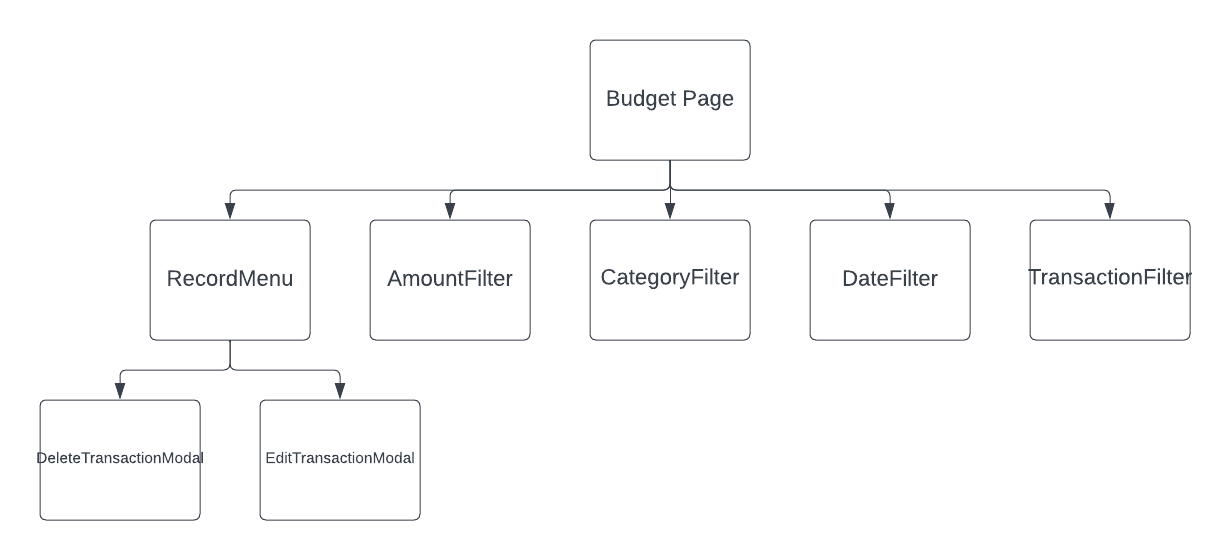 Budget Page
RecordMenu
AmountFilter
CategoryFilter
DateFilter
TransactionFilter
DeleteTransactionModal
EditTransactionModal